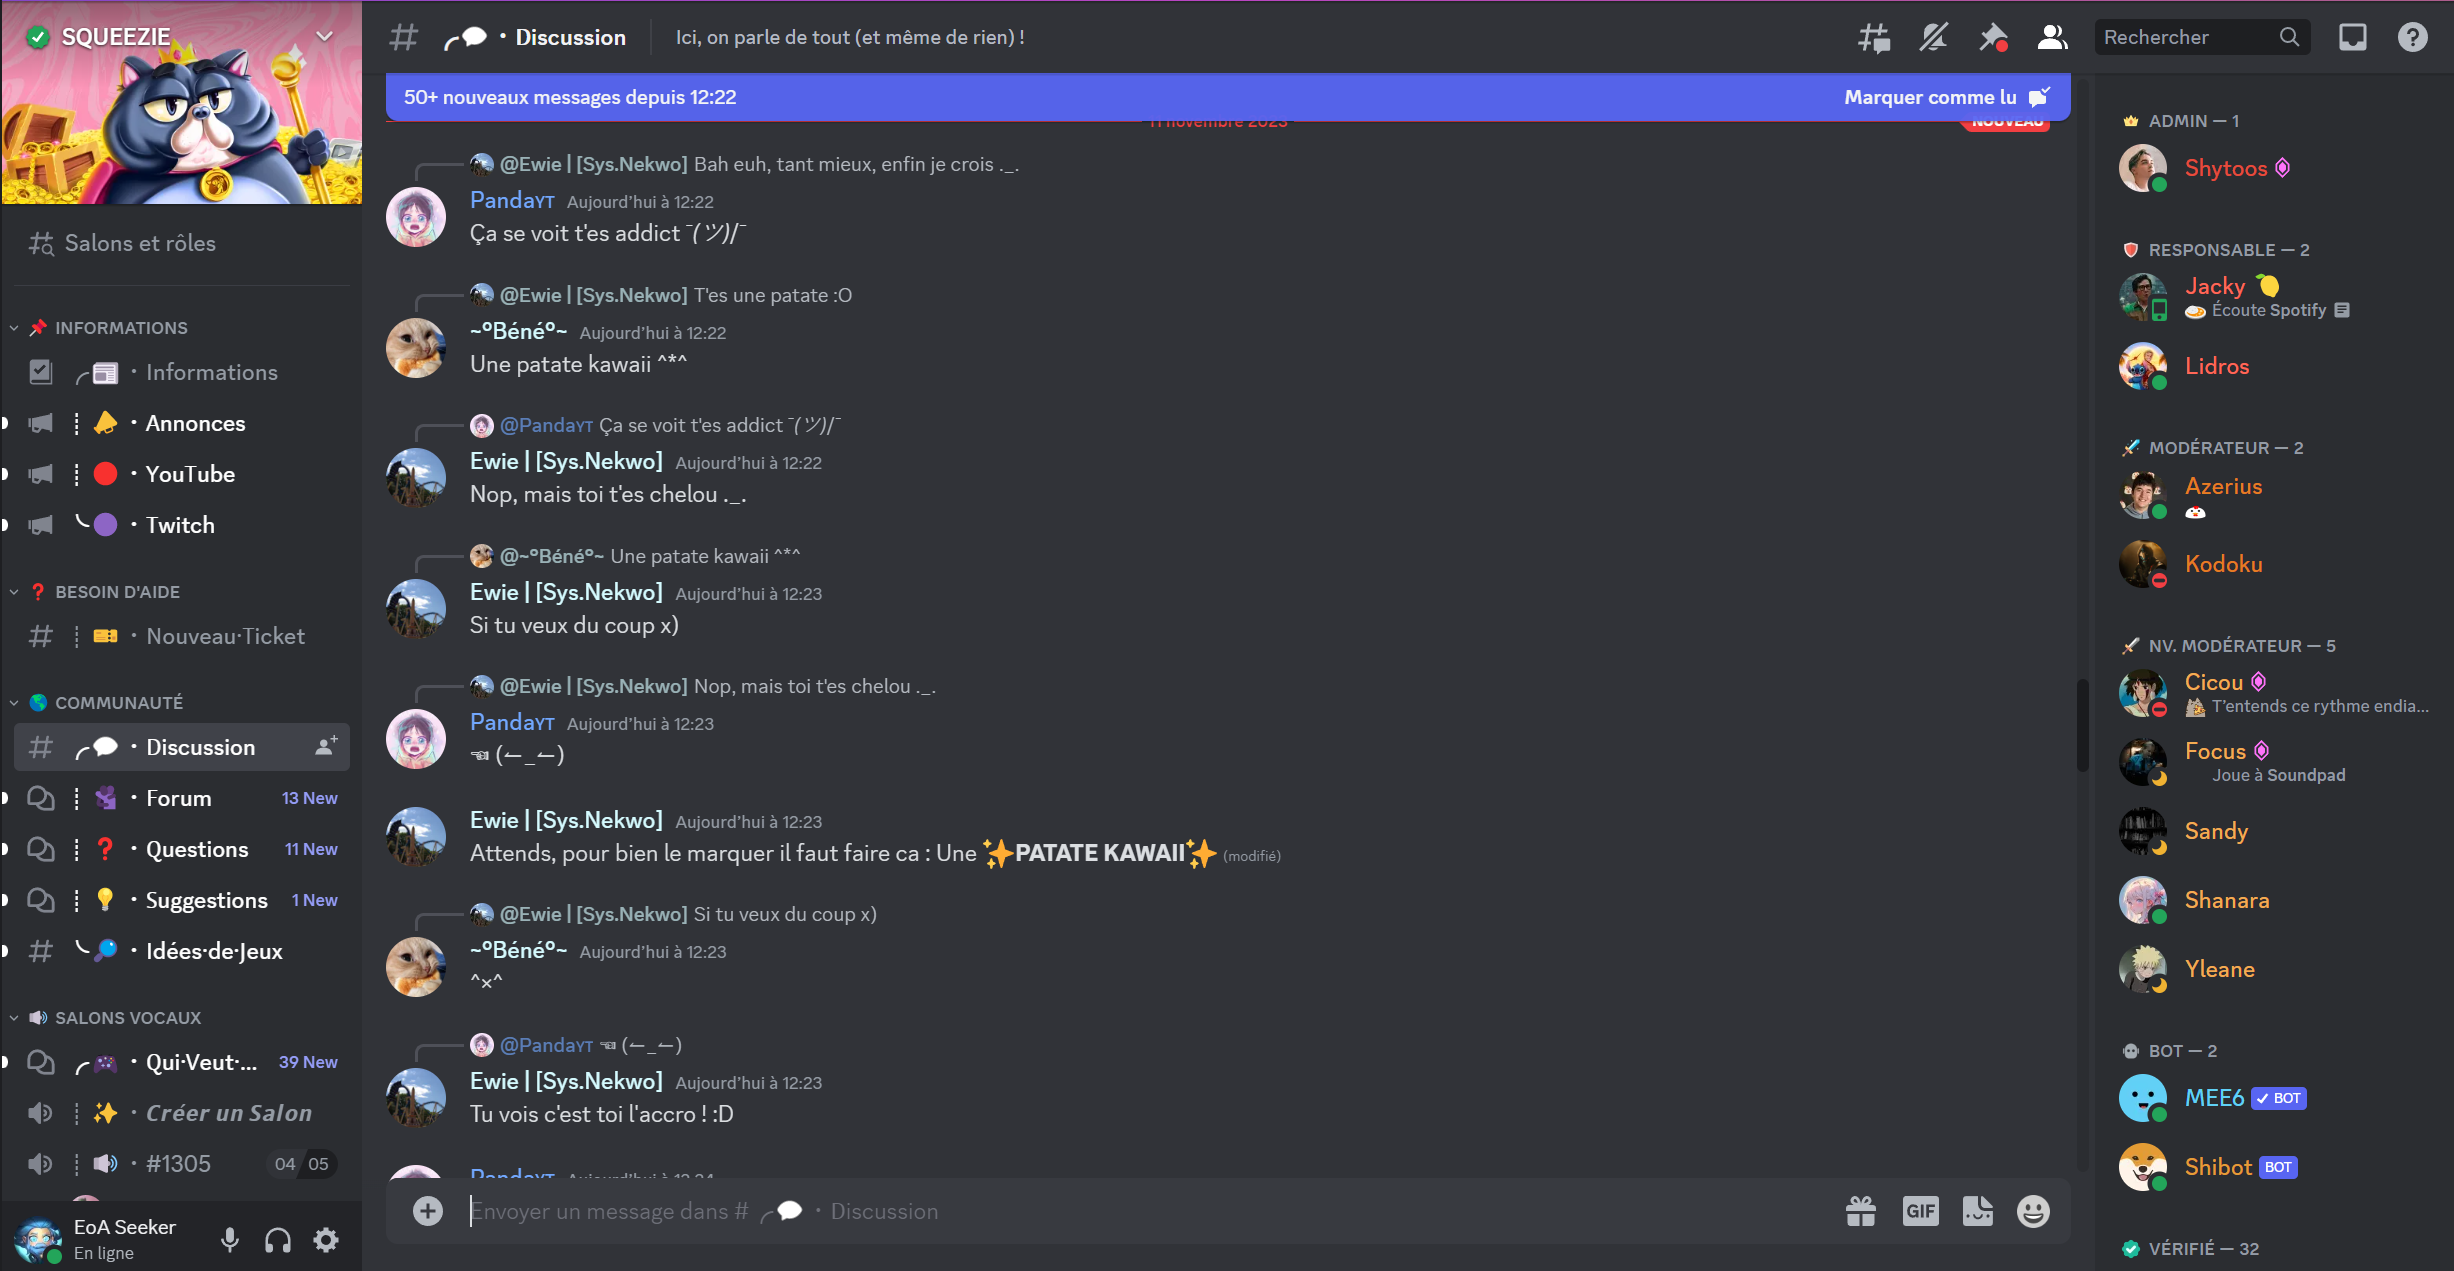 SQUEEZIE
Salons et rôles
INFORMATIONS
Informations
Annonces
YouTube
Twitch
BESOIN D'AIDE
Nouveau·Ticket
COMMUNAUTÉ
Discussion
Forum 13 New
Questions 11 New
Suggestions 1 New
Idées·de·Jeux
SALONS VOCAUX
Qui·Veut·... 39 New
Créer un Salon
#1305 04 05
EoA Seeker
En ligne
Discussion Ici, on parle de tout (et même de rien) !
Rechercher
50+ nouveaux messages depuis 12:22 Marquer comme lu
11 novembre 2023 NOUVEAU
@Ewie | [Sys.Nekwo] Bah euh, tant mieux, enfin je crois ._.
PandaYT Aujourd'hui à 12:22
Ça se voit t'es addict ¯(ツ)/¯
@Ewie | [Sys.Nekwo] T'es une patate :O
~°Béné°~ Aujourd'hui à 12:22
Une patate kawaii ^*^
@PandaYT Ça se voit t'es addict ¯(ツ)/¯
Ewie | [Sys.Nekwo] Aujourd'hui à 12:22
Nop, mais toi t'es chelou ._.
@~°Béné°~ Une patate kawaii ^*^
Ewie | [Sys.Nekwo] Aujourd'hui à 12:23
Si tu veux du coup x)
@Ewie | [Sys.Nekwo] Nop, mais toi t'es chelou ._.
PandaYT Aujourd'hui à 12:23
☜ (↼_↼)
Ewie | [Sys.Nekwo] Aujourd'hui à 12:23
Attends, pour bien le marquer il faut faire ca : Une ✨PATATE KAWAII✨ (modifié)
@Ewie | [Sys.Nekwo] Si tu veux du coup x)
~°Béné°~ Aujourd'hui à 12:23
^×^
@PandaYT ☜ (↼_↼)
Ewie | [Sys.Nekwo] Aujourd'hui à 12:23
Tu vois c'est toi l'accro ! :D
PandaYT Aujourd'hui à 12:24
Envoyer un message dans # Discussion
GIF
ADMIN — 1
Shytoos
RESPONSABLE — 2
Jacky
Écoute Spotify
Lidros
MODÉRATEUR — 2
Azerius
Kodoku
NV. MODÉRATEUR — 5
Cicou
T'entends ce rythme endia...
Focus
Joue à Soundpad
Sandy
Shanara
Yleane
BOT — 2
MEE6 BOT
Shibot BOT
VÉRIFIÉ — 32